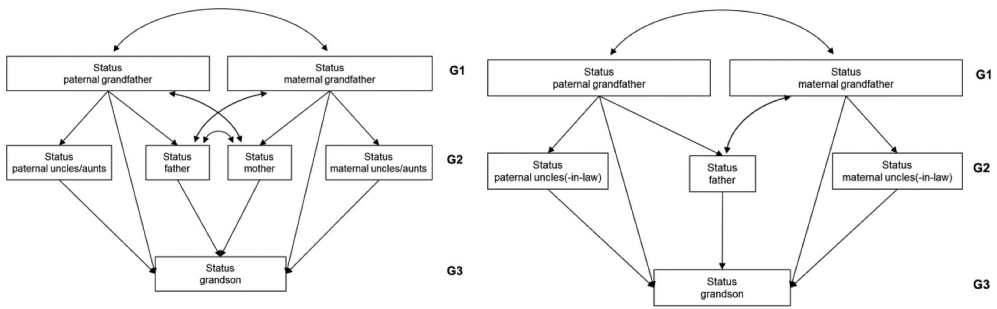 Status
paternal grandfather
Status
maternal grandfather
G1
Status
paternal uncles/aunts
Status
father
Status
mother
Status
maternal uncles/aunts
G2
Status
grandson
G3
Status
paternal grandfather
Status
maternal grandfather
G1
Status
paternal uncles(-in-law)
Status
father
Status
maternal uncles(-in-law)
G2
Status
grandson
G3